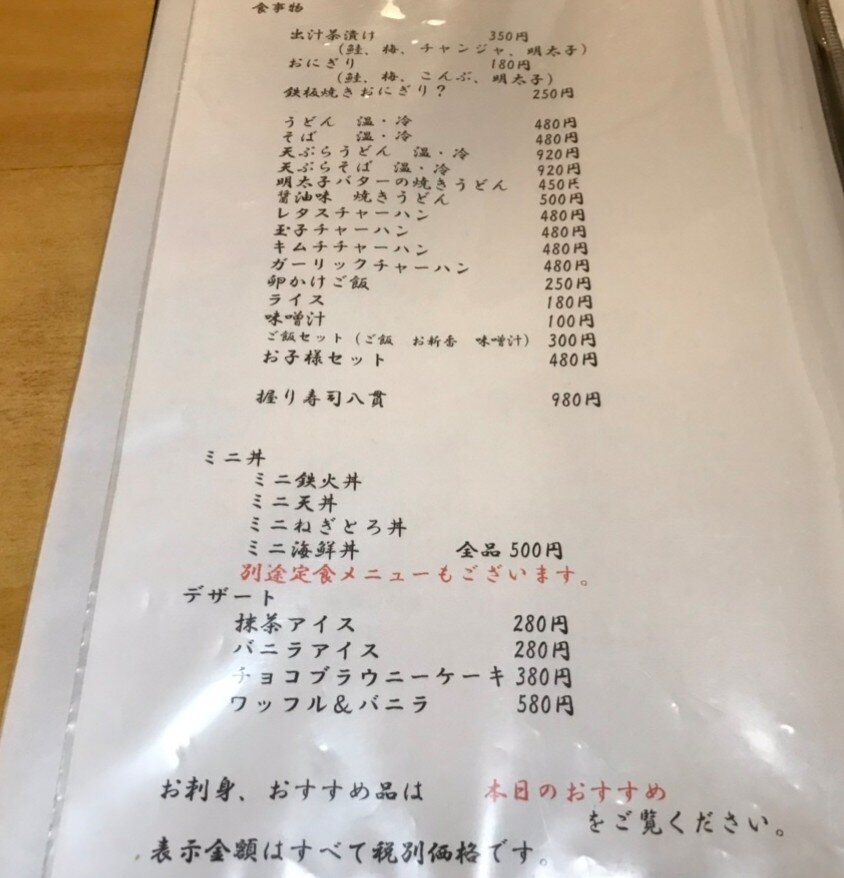 食事物
出汁茶漬け 350円
（鮭、梅、チャンジャ、明太子）
おにぎり 180円
（鮭、梅、こんぶ、明太子）
鉄板焼きおにぎり？ 250円
うどん 温・冷 480円
そば 温・冷 480円
天ぷらうどん 温・冷 920円
天ぷらそば 温・冷 920円
明太子バターの焼きうどん 450円
醤油味 焼きうどん 500円
レタスチャーハン 480円
玉子チャーハン 480円
キムチチャーハン 480円
ガーリックチャーハン 480円
卵かけご飯 250円
ライス 180円
味噌汁 100円
ご飯セット（ご飯 お新香 味噌汁） 300円
お子様セット 480円
握り寿司八貫 980円
ミニ丼
ミニ鉄火丼
ミニ天丼
ミニねぎとろ丼
ミニ海鮮丼 全品500円
別途定食メニューもございます。
デザート
抹茶アイス 280円
バニラアイス 280円
チョコブラウニーケーキ 380円
ワッフル＆バニラ 580円
お刺身、おすすめ品は 本日のおすすめ
をご覧ください。
表示金額はすべて税別価格です。